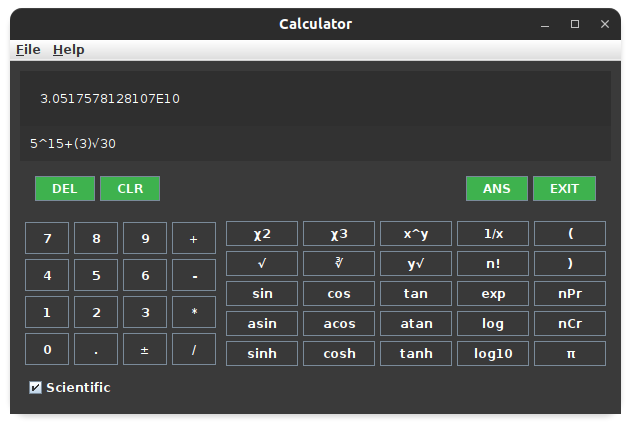 Calculator
File Help
3.0517578128107E10
5^15+(3)√30
DEL CLR ANS EXIT
7 8 9 + χ2 χ3 x^y 1/x (
4 5 6 - √ ∛ y√ n! )
1 2 3 * sin cos tan exp nPr
0 . ± / asin acos atan log nCr
sinh cosh tanh log10 π
Scientific